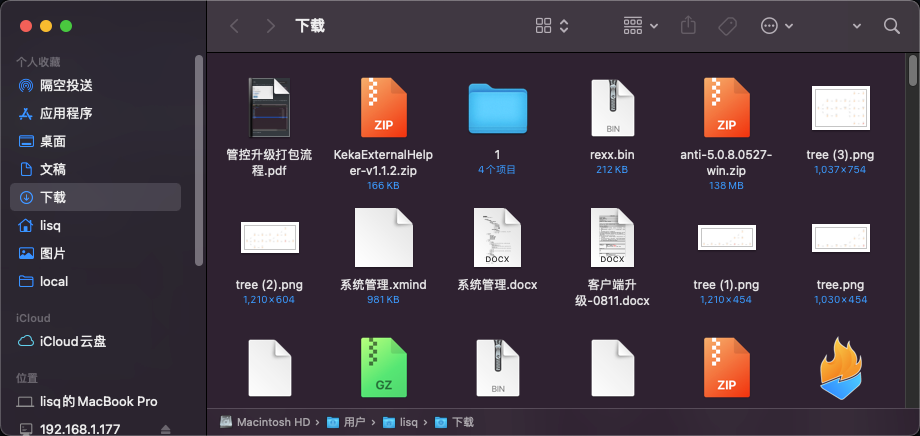 下载
个人收藏
隔空投送
应用程序
桌面
文稿
下载
lisq
图片
local
iCloud
iCloud云盘
位置
lisq的MacBook Pro
192.168.1.177
管控升级打包流
程.pdf
ZIP
KekaExternalHelp
er-v1.1.2.zip
166 KB
1
4个项目
BIN
rexx.bin
212 KB
ZIP
anti-5.0.8.0527-
win.zip
138 MB
tree (3).png
1,037×754
tree (2).png
1,210×604
系统管理.xmind
981 KB
DOCX
系统管理.docx
DOCX
客户端升
级-0811.docx
tree (1).png
1,210×454
tree.png
1,030×454
GZ
BIN
ZIP
Macintosh HD › 用户 › lisq › 下载